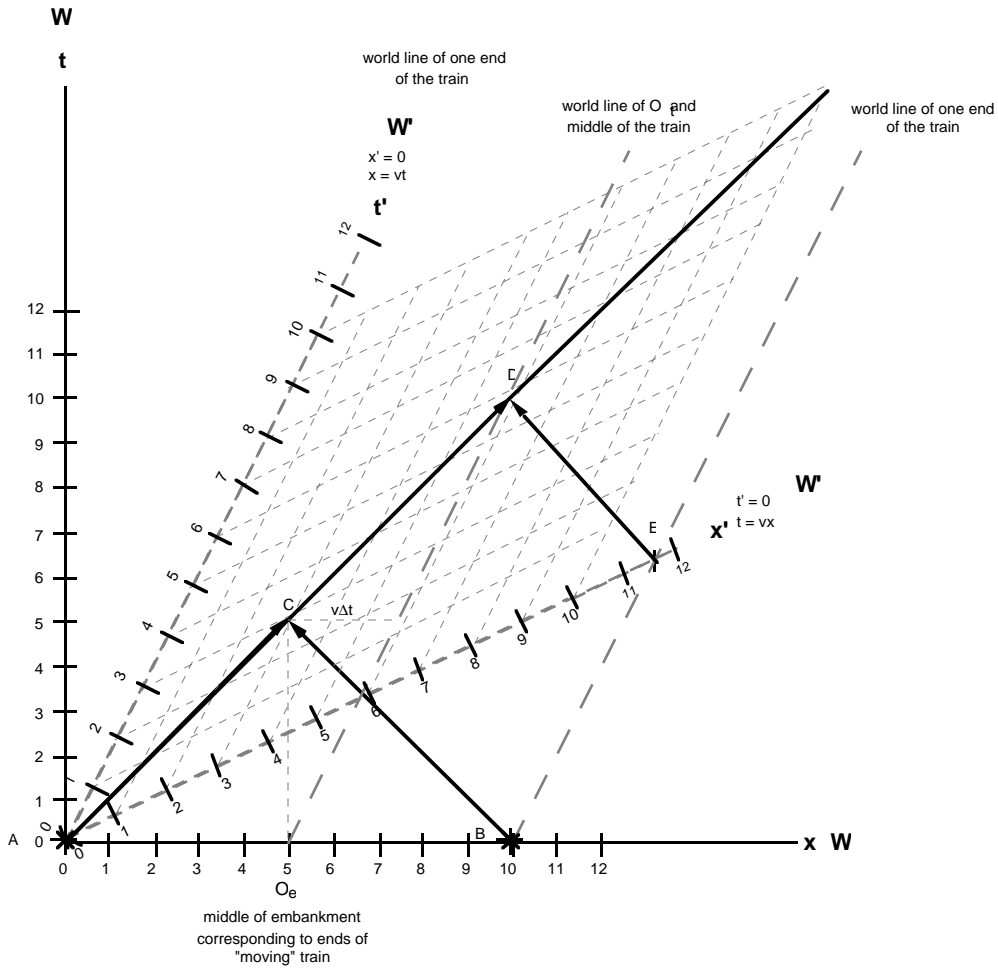 W
t
world line of one end
of the train
W'
x' = 0
x = vt
t'
world line of O and
middle of the train
world line of one end
of the train
12
11
10
9
8
7
6
5
4
3
2
1
0
12
11
10
9
8
7
6
5
4
3
2
1
0
D
W'
t' = 0
t = vx
x'
E
C
vΔt
0
1
2
3
4
5
6
7
8
9
10
11
12
A
B
x W
0
1
2
3
4
5
6
7
8
9
10
11
12
Oe
middle of embankment
corresponding to ends of
"moving" train